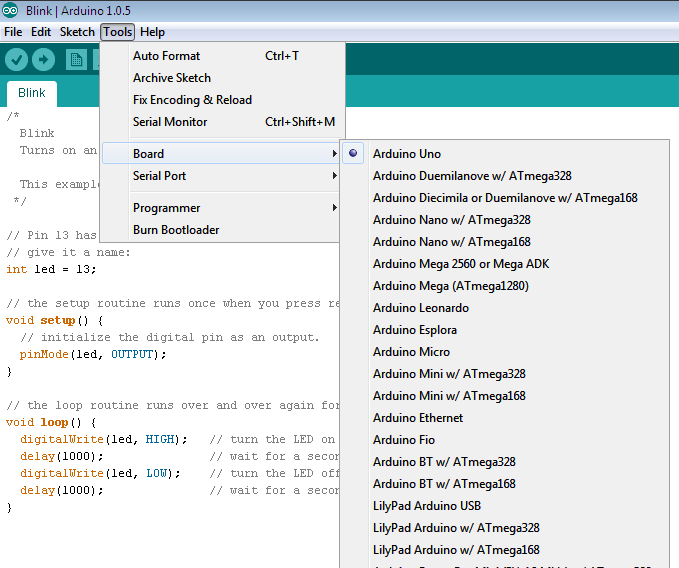 Blink | Arduino 1.0.5
File Edit Sketch Tools Help
Blink
Auto Format Ctrl+T
Archive Sketch
Fix Encoding & Reload
Serial Monitor Ctrl+Shift+M
Board
Serial Port
Programmer
Burn Bootloader
Arduino Uno
Arduino Duemilanove w/ ATmega328
Arduino Diecimila or Duemilanove w/ ATmega168
Arduino Nano w/ ATmega328
Arduino Nano w/ ATmega168
Arduino Mega 2560 or Mega ADK
Arduino Mega (ATmega1280)
Arduino Leonardo
Arduino Esplora
Arduino Micro
Arduino Mini w/ ATmega328
Arduino Mini w/ ATmega168
Arduino Ethernet
Arduino Fio
Arduino BT w/ ATmega328
Arduino BT w/ ATmega168
LilyPad Arduino USB
LilyPad Arduino w/ ATmega328
LilyPad Arduino w/ ATmega168
/*
Blink
Turns on an
This example
*/
// Pin 13 has
// give it a name:
int led = 13;
// the setup routine runs once when you press re
void setup() {
// initialize the digital pin as an output.
pinMode(led, OUTPUT);
}
// the loop routine runs over and over again for
void loop() {
digitalWrite(led, HIGH); // turn the LED on
delay(1000); // wait for a secon
digitalWrite(led, LOW); // turn the LED off
delay(1000); // wait for a secon
}